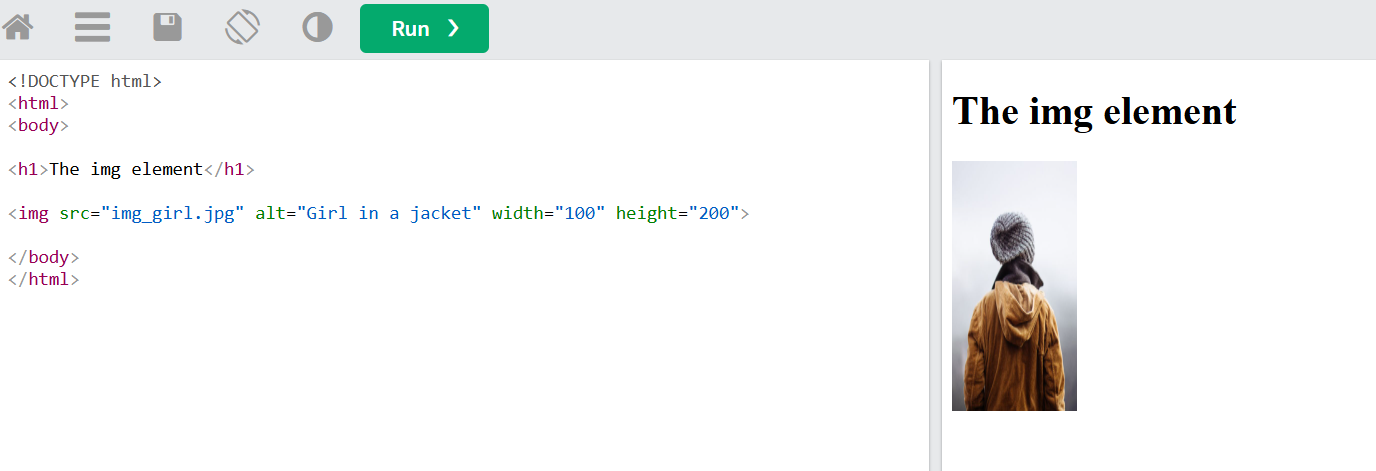 Run ❯
<!DOCTYPE html>
<html>
<body>
<h1>The img element</h1>
<img src="img_girl.jpg" alt="Girl in a jacket" width="100" height="200">
</body>
</html>
The img element